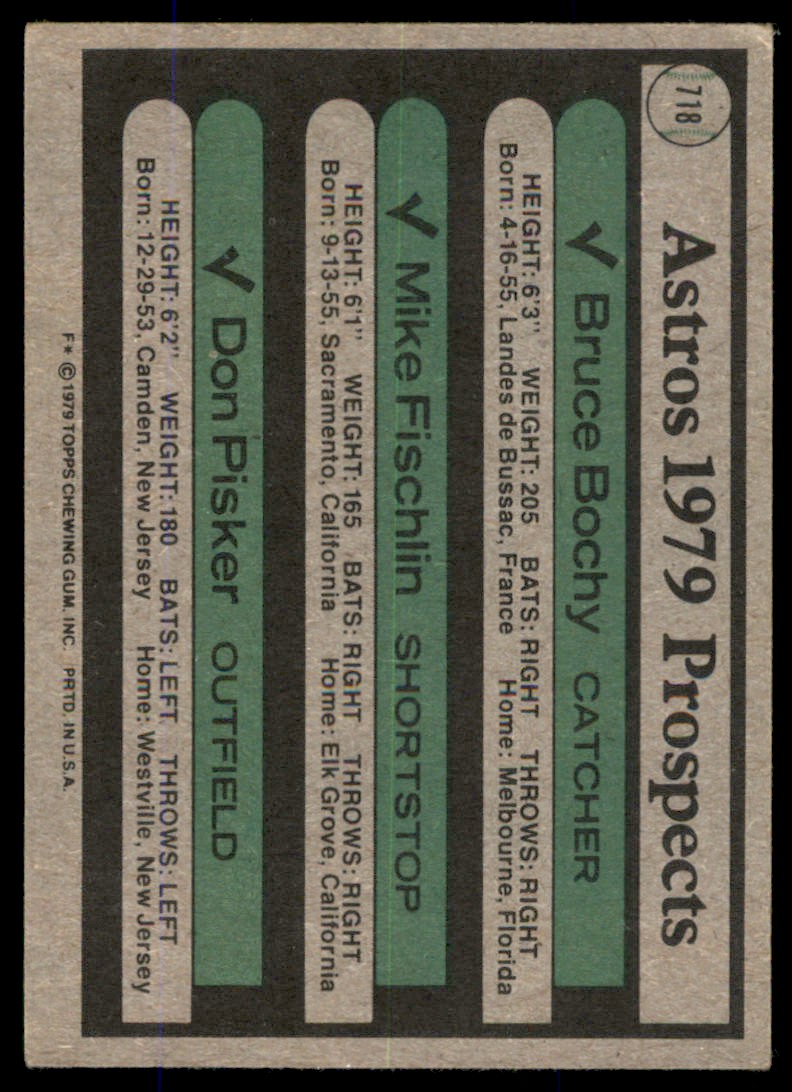 718
Astros 1979 Prospects
✓ Bruce Bochy CATCHER
HEIGHT: 6'3" WEIGHT: 205 BATS: RIGHT THROWS: RIGHT
Born: 4-16-55, Landes de Bussac, France Home: Melbourne, Florida
✓ Mike Fischlin SHORTSTOP
HEIGHT: 6'1" WEIGHT: 165 BATS: RIGHT THROWS: RIGHT
Born: 9-13-55, Sacramento, California Home: Elk Grove, California
✓ Don Pisker OUTFIELD
HEIGHT: 6'2" WEIGHT: 180 BATS: LEFT THROWS: LEFT
Born: 12-29-53, Camden, New Jersey Home: Westville, New Jersey
F* © 1979 TOPPS CHEWING GUM, INC. PRTD. IN U.S.A.